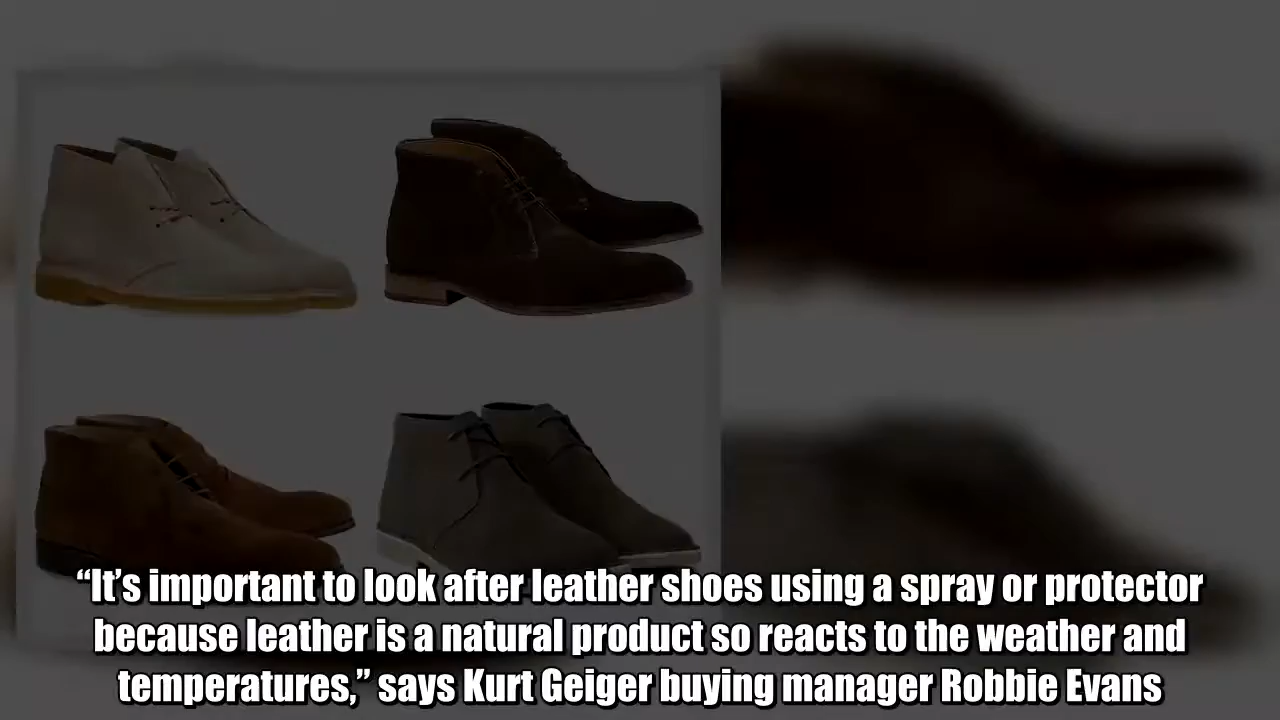 “It’s important to look after leather shoes using a spray or protector
because leather is a natural product so reacts to the weather and
temperatures,” says Kurt Geiger buying manager Robbie Evans